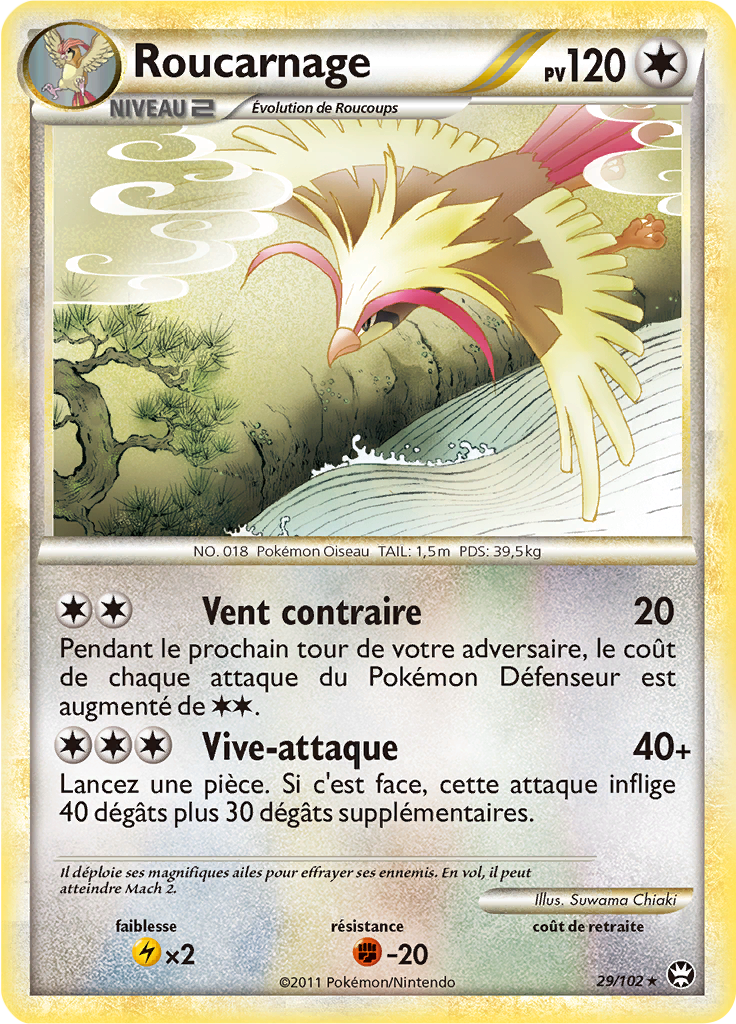 Roucarnage
PV120
NIVEAU 2
Évolution de Roucoups
NO. 018 Pokémon Oiseau TAIL: 1,5m PDS: 39,5kg
Vent contraire 20
Pendant le prochain tour de votre adversaire, le coût
de chaque attaque du Pokémon Défenseur est
augmenté de .
Vive-attaque 40+
Lancez une pièce. Si c'est face, cette attaque inflige
40 dégâts plus 30 dégâts supplémentaires.
Il déploie ses magnifiques ailes pour effrayer ses ennemis. En vol, il peut
atteindre Mach 2.
Illus. Suwama Chiaki
faiblesse résistance coût de retraite
×2 -20
©2011 Pokémon/Nintendo
29/102 ★